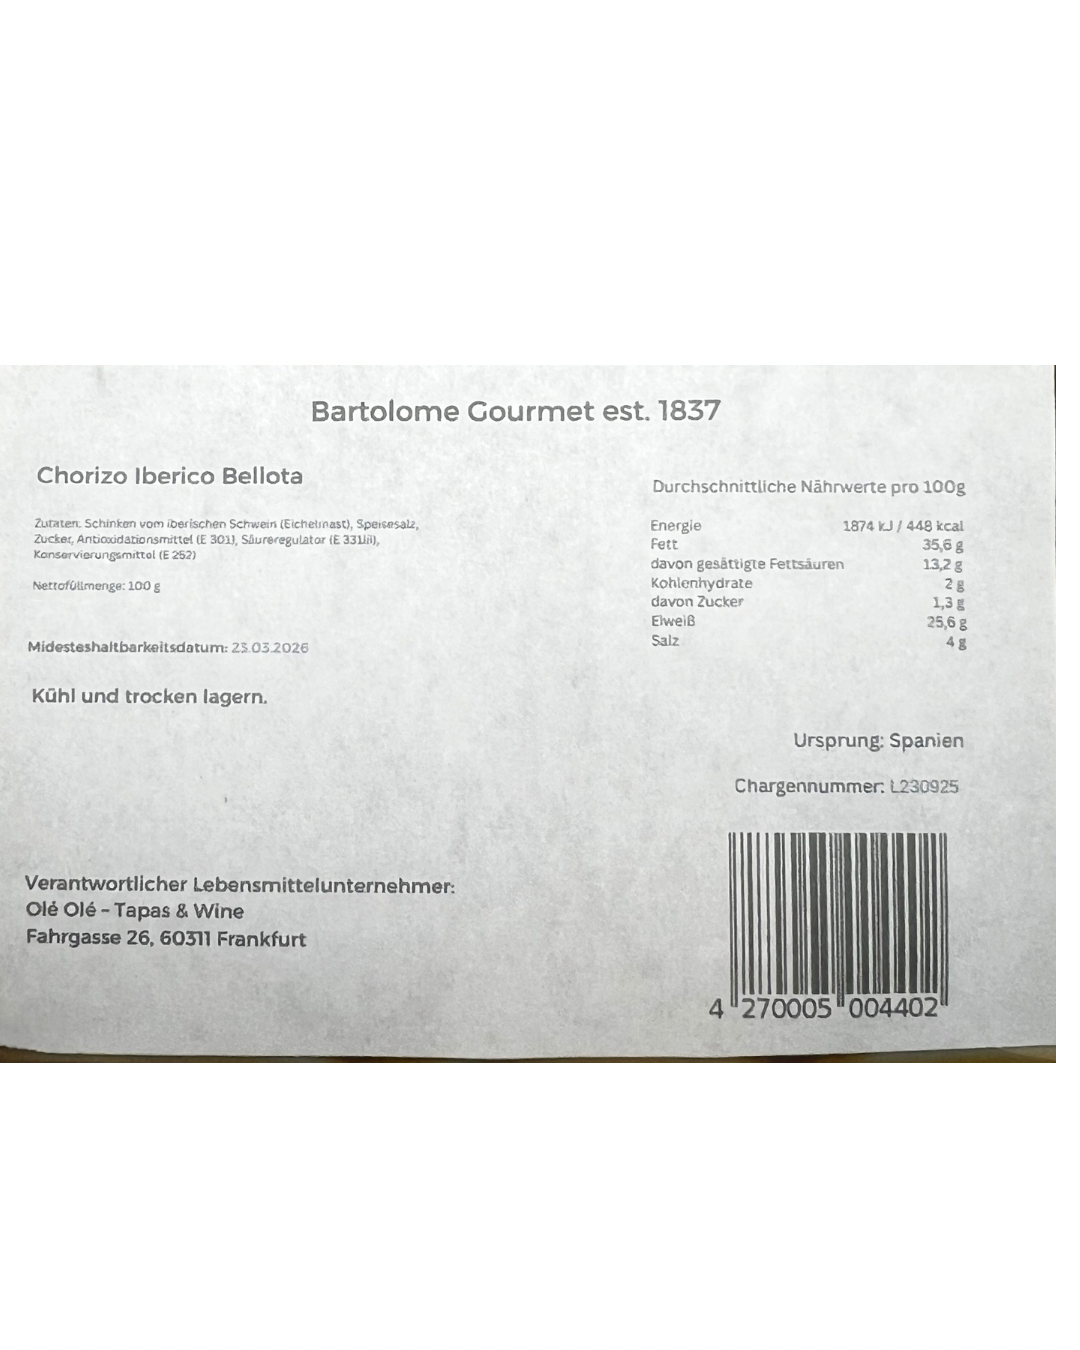 Bartolome Gourmet est. 1837
Chorizo Iberico Bellota
Zutaten: Schinken vom iberischen Schwein (Eichelmast), Speisesalz,
Zucker, Antioxidationsmittel (E 301), Säureregulator (E 331iii),
Konservierungsmittel (E 252)
Nettofüllmenge: 100 g
Midesteshaltbarkeitsdatum: 23.03.2026
Kühl und trocken lagern.
Verantwortlicher Lebensmittelunternehmer:
Olé Olé - Tapas & Wine
Fahrgasse 26, 60311 Frankfurt
Durchschnittliche Nährwerte pro 100g
Energie 1874 kJ / 448 kcal
Fett 35,6 g
davon gesättigte Fettsäuren 13,2 g
Kohlenhydrate 2 g
davon Zucker 1,3 g
Eiweiß 25,6 g
Salz 4 g
Ursprung: Spanien
Chargennummer: L230925
4 270005 004402